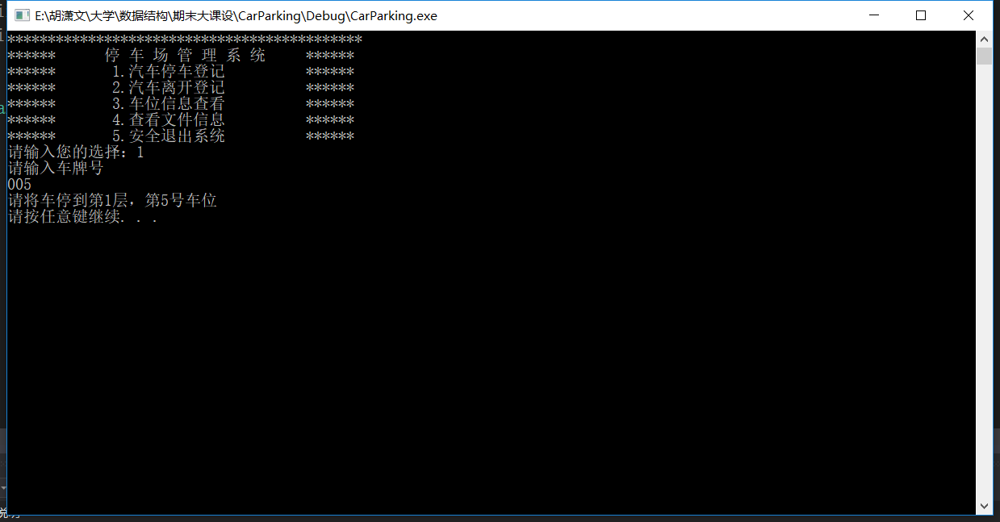 E:\胡潇文\大学\数据结构\期末大课设\CarParking\Debug\CarParking.exe
********************************************
****** 停 车 场 管 理 系 统 ******
****** 1.汽车停车登记 ******
****** 2.汽车离开登记 ******
****** 3.车位信息查看 ******
****** 4.查看文件信息 ******
****** 5.安全退出系统 ******
请输入您的选择：1
请输入车牌号
005
请将车停到第1层，第5号车位
请按任意键继续. . .